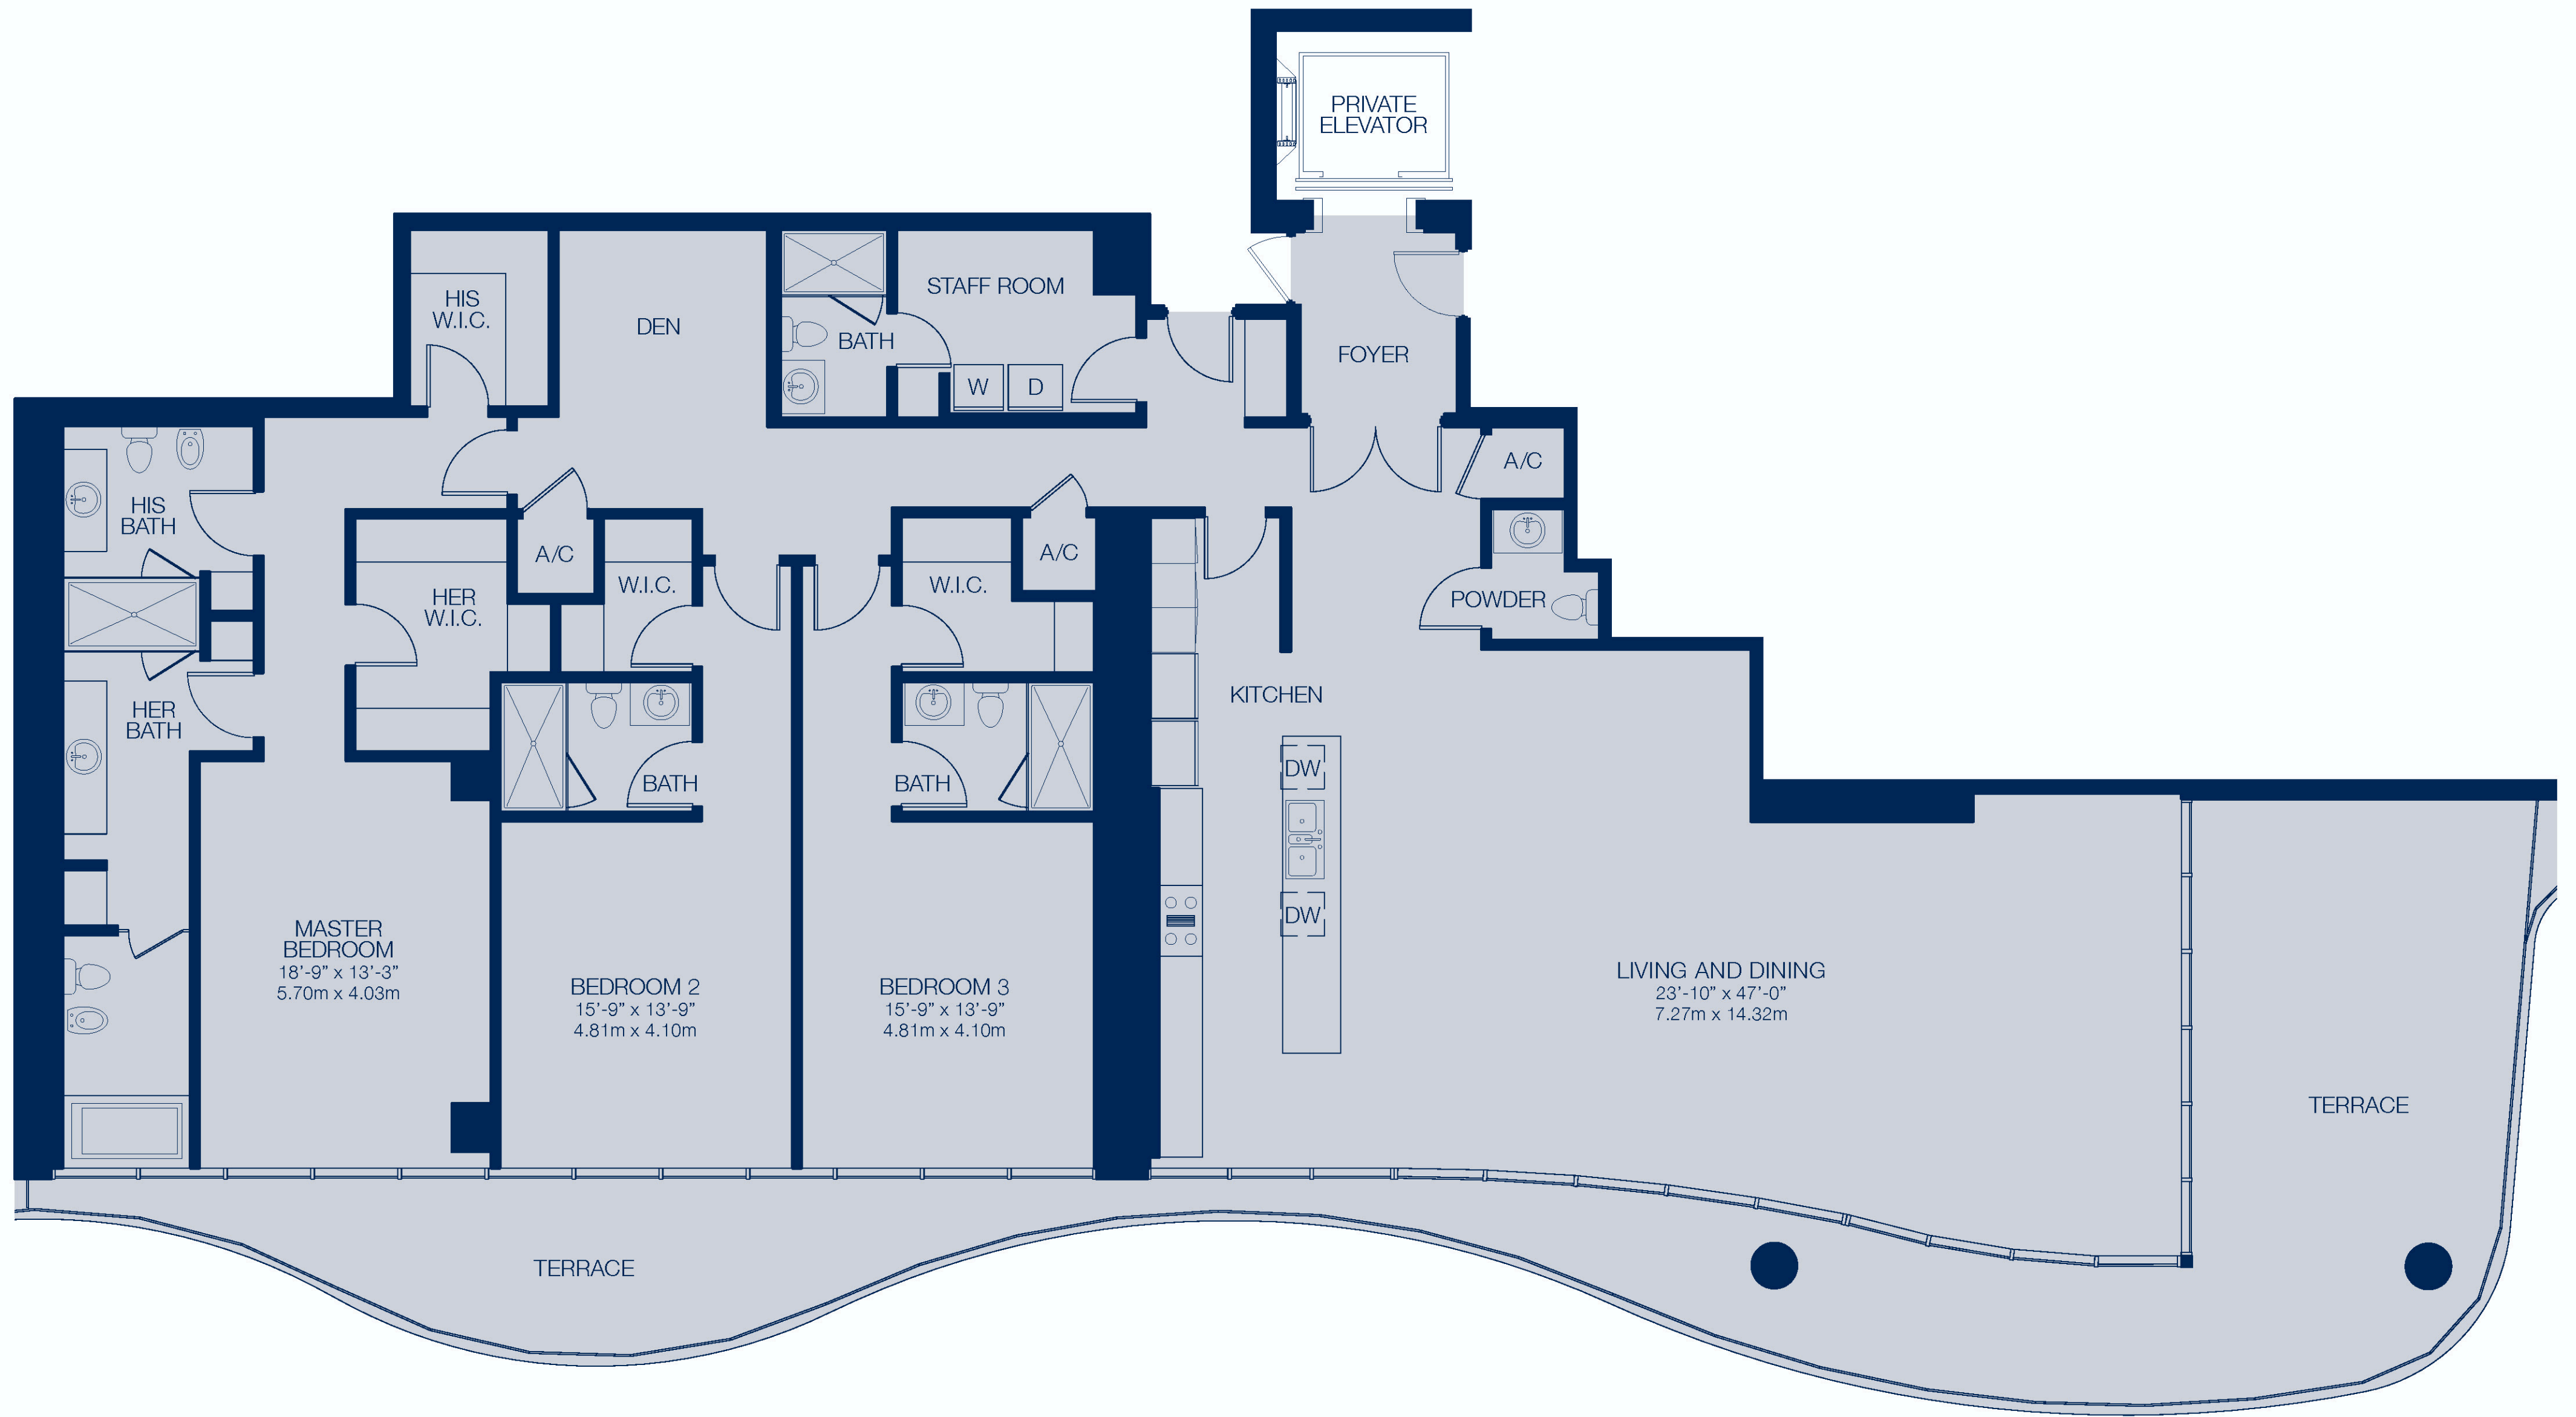 PRIVATE
ELEVATOR
HIS
W.I.C.
DEN
STAFF ROOM
BATH
W
D
FOYER
A/C
HIS
BATH
A/C
W.I.C.
W.I.C.
A/C
HER
W.I.C.
POWDER
HER
BATH
KITCHEN
BATH
BATH
DW
DW
MASTER
BEDROOM
18'-9" x 13'-3"
5.70m x 4.03m
BEDROOM 2
15'-9" x 13'-9"
4.81m x 4.10m
BEDROOM 3
15'-9" x 13'-9"
4.81m x 4.10m
LIVING AND DINING
23'-10" x 47'-0"
7.27m x 14.32m
TERRACE
TERRACE